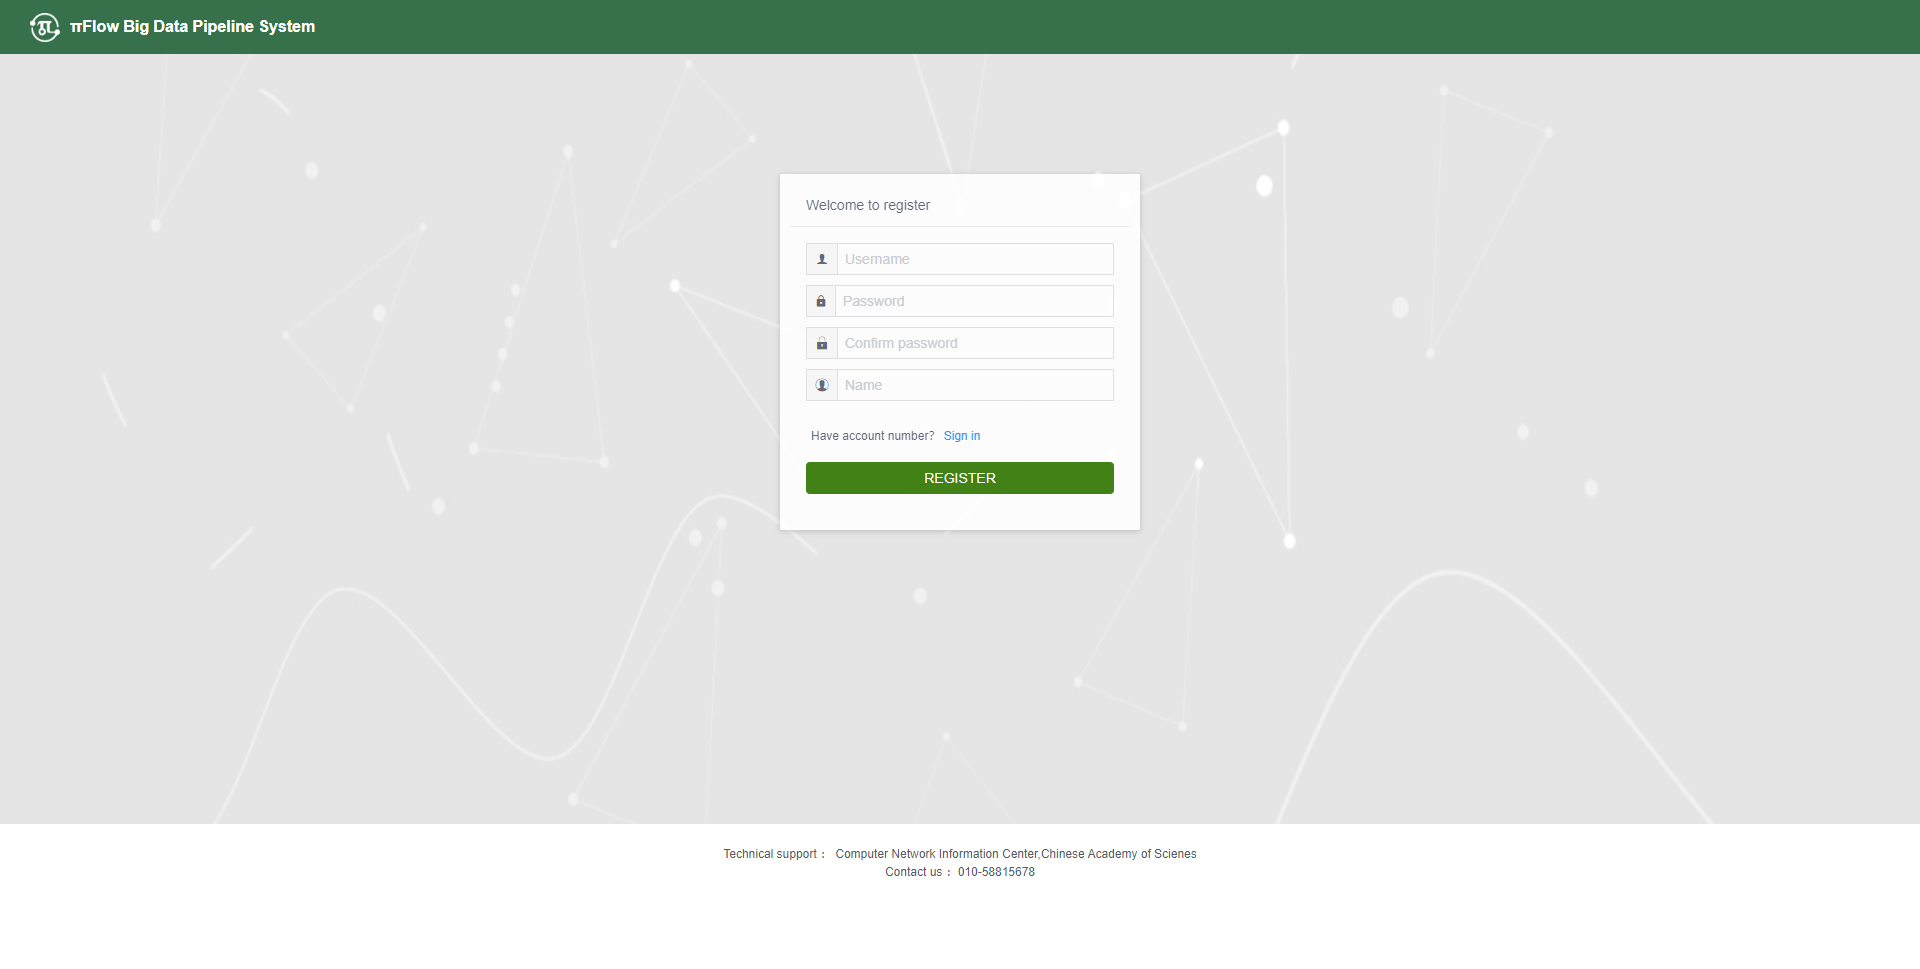 πFlow Big Data Pipeline System
Welcome to register
Username
Password
Confirm password
Name
Have account number? Sign in
REGISTER
Technical support： Computer Network Information Center,Chinese Academy of Scienes
Contact us： 010-58815678